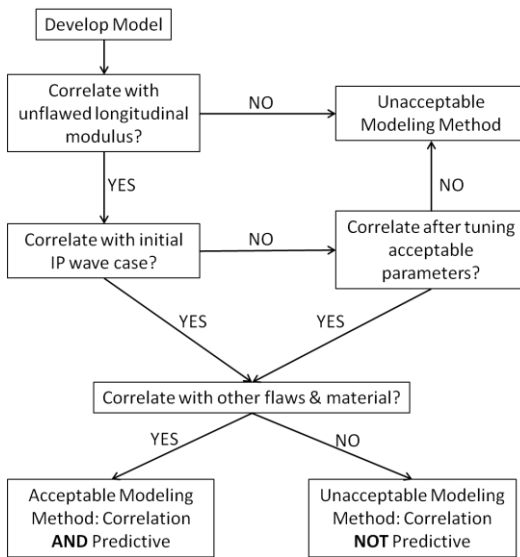 Develop Model
Correlate with
unflawed longitudinal
modulus?
NO
Unacceptable
Modeling Method
YES
NO
Correlate with initial
IP wave case?
NO
Correlate after tuning
acceptable
parameters?
YES
YES
Correlate with other flaws & material?
YES
NO
Acceptable Modeling
Method: Correlation
AND Predictive
Unacceptable Modeling
Method: Correlation
NOT Predictive